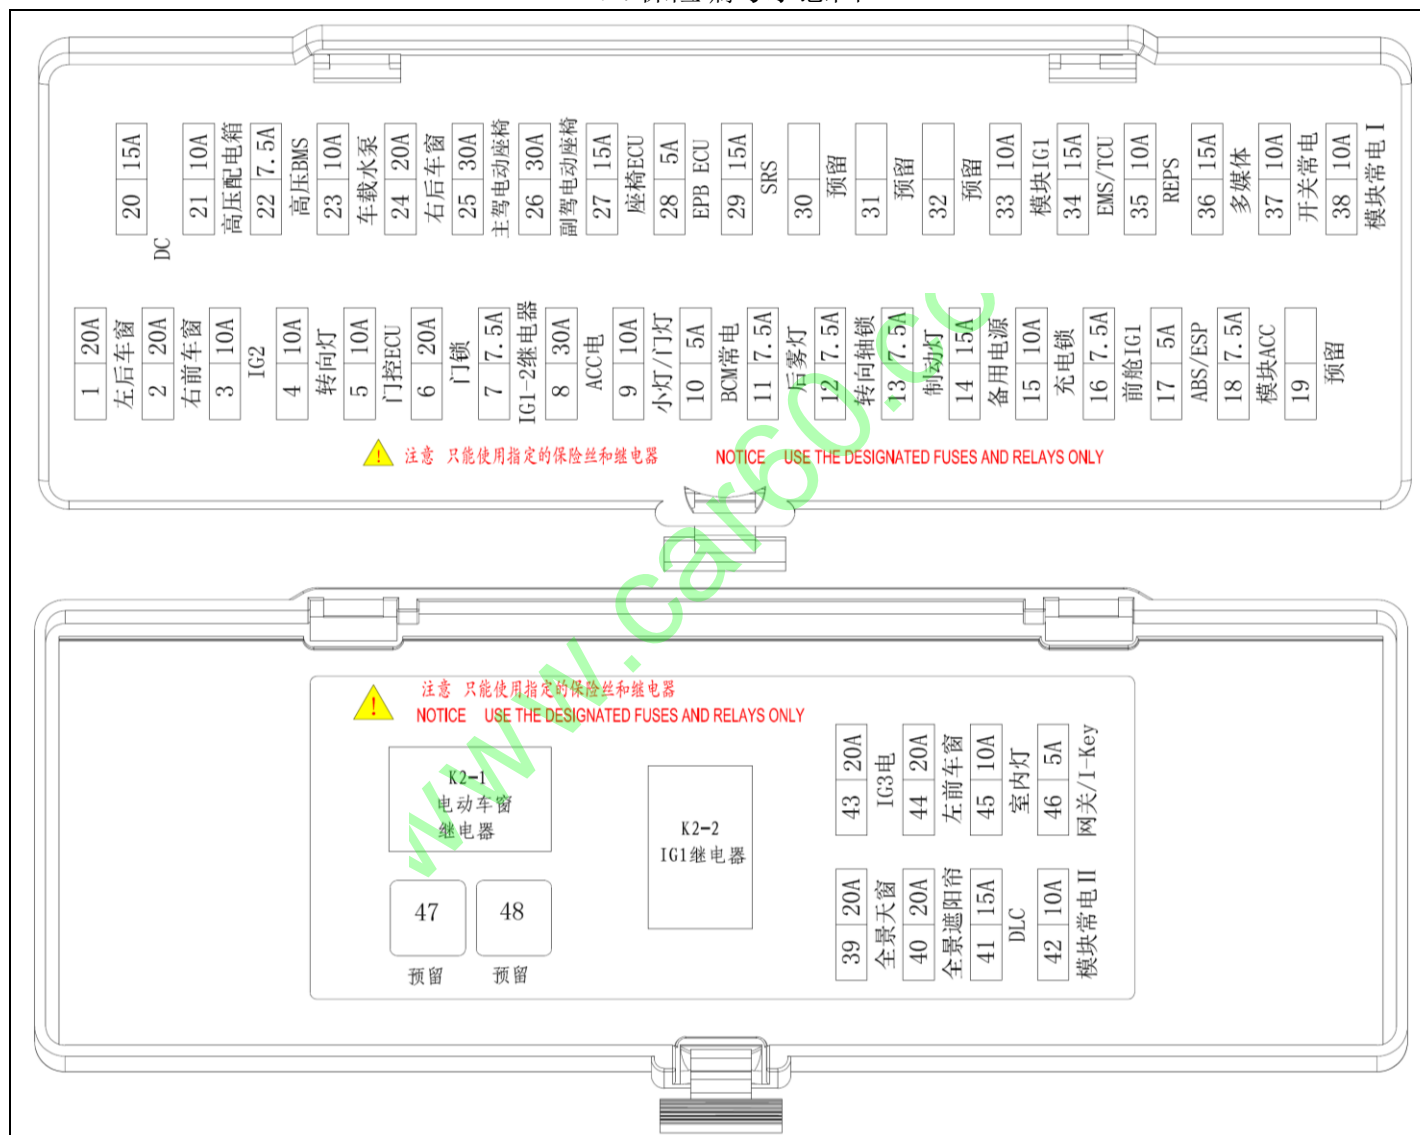 20 15A
DC
21 10A
高压配电箱
22 7.5A
高压BMS
23 10A
车载水泵
24 20A
右后车窗
25 30A
主驾电动座椅
26 30A
副驾电动座椅
27 15A
座椅ECU
28 5A
EPB ECU
29 15A
SRS
30
预留
31
预留
32
预留
33 10A
模块IG1
34 15A
EMS/TCU
35 10A
REPS
36 15A
多媒体
37 10A
开关常电
38 10A
模块常电Ⅰ
1 20A
左后车窗
2 20A
右前车窗
3 10A
IG2
4 10A
转向灯
5 10A
门控ECU
6 20A
门锁
7 7.5A
IG1-2继电器
8 30A
ACC电
9 10A
小灯/门灯
10 5A
BCM常电
11 7.5A
后雾灯
12 7.5A
转向轴锁
13 7.5A
制动灯
14 15A
备用电源
15 10A
充电锁
16 7.5A
前舱IG1
17 5A
ABS/ESP
18 7.5A
模块ACC
19
预留
! 注意 只能使用指定的保险丝和继电器 NOTICE USE THE DESIGNATED FUSES AND RELAYS ONLY
! 注意 只能使用指定的保险丝和继电器
NOTICE USE THE DESIGNATED FUSES AND RELAYS ONLY
K2-1
电动车窗
继电器
K2-2
IG1继电器
47
预留
48
预留
43 20A
IG3电
44 20A
左前车窗
45 10A
室内灯
46 5A
网关/I-Key
39 20A
全景天窗
40 20A
全景遮阳帘
41 15A
DLC
42 10A
模块常电Ⅱ
www.car60.co